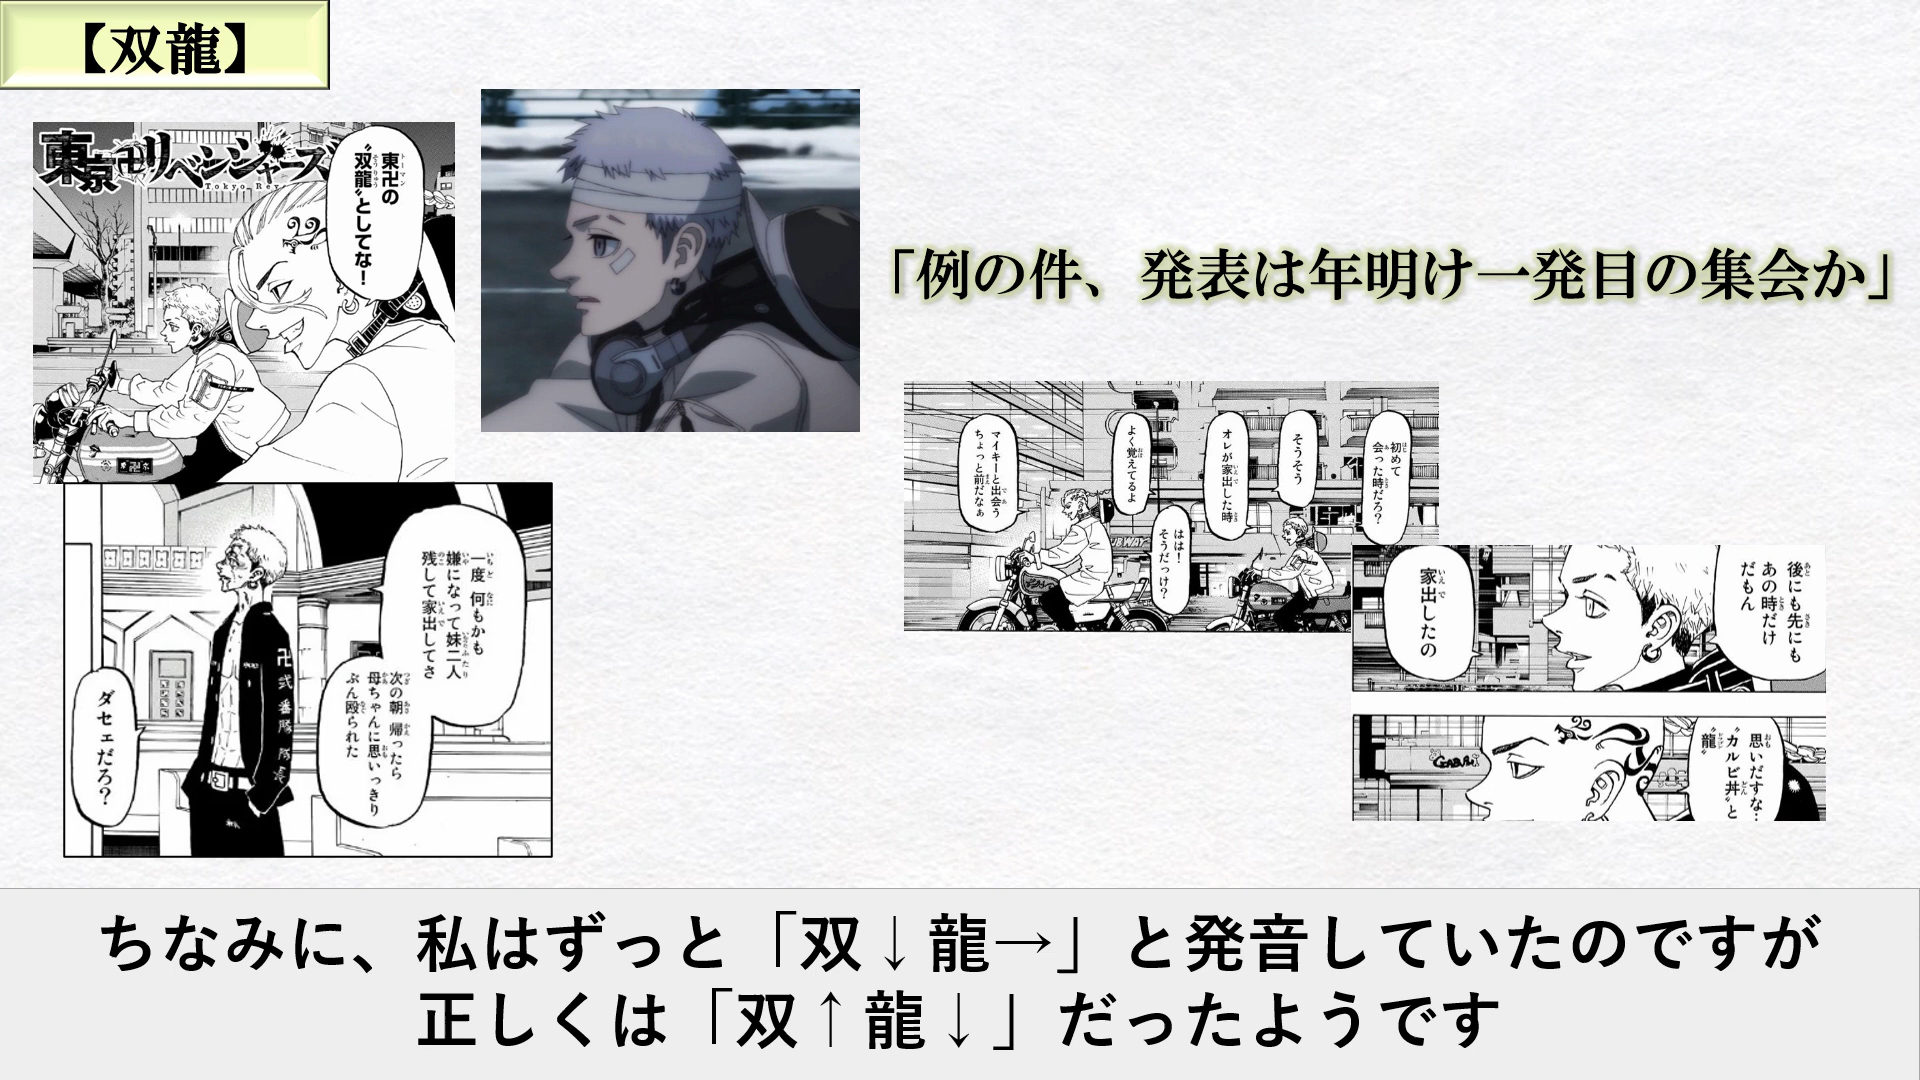 【双龍】
東京卍リベンジャーズ
Tokyo Rev
東卍の
〝双龍〟としてな!
「例の件、発表は年明け一発目の集会か」
初めて
会った時だろ?
そうそう
オレが家出した時
よく覚えてるよ
はは!
そうだっけ?
マイキーと出会う
ちょっと前だなぁ
一度 何もかも
嫌になって妹二人
残して家出してさ
次の朝 帰ったら
母ちゃんに思いっきり
ぶん殴られた
ダセェだろ?
卍 弐番隊隊長
後にも先にも
あの時だけ
だもん
家出したの
思いだすな…
〝カルビ丼〟と
〝龍〟
ちなみに、私はずっと「双↓龍→」と発音していたのですが
正しくは「双↑龍↓」だったようです